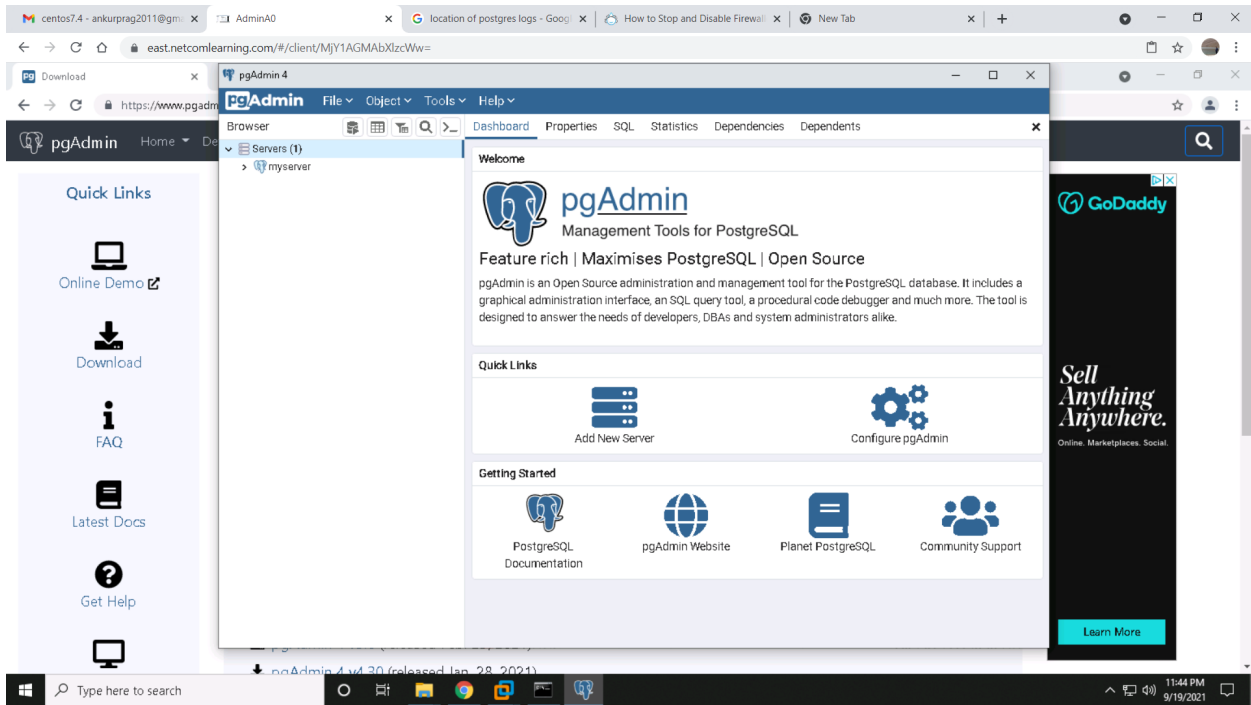 centos7.4 - ankurprag2011@gma
AdminA0
location of postgres logs - Googl
How to Stop and Disable Firewall
New Tab
east.netcomlearning.com/#/client/MjY1AGMAbXlzcWw=
Download
https://www.pgadm
pgAdmin
Home
De
pgAdmin 4
pgAdmin
File
Object
Tools
Help
Browser
Dashboard
Properties
SQL
Statistics
Dependencies
Dependents
Servers (1)
myserver
Welcome
pgAdmin
Management Tools for PostgreSQL
Feature rich | Maximises PostgreSQL | Open Source
pgAdmin is an Open Source administration and management tool for the PostgreSQL database. It includes a
graphical administration interface, an SQL query tool, a procedural code debugger and much more. The tool is
designed to answer the needs of developers, DBAs and system administrators alike.
Quick Links
Add New Server
Configure pgAdmin
Getting Started
PostgreSQL
Documentation
pgAdmin Website
Planet PostgreSQL
Community Support
Quick Links
Online Demo
Download
FAQ
Latest Docs
Get Help
pgAdmin 4 v4.30 (released Jan. 28, 2021)
GoDaddy
Sell
Anything
Anywhere.
Online. Marketplaces. Social.
Learn More
Type here to search
11:44 PM
9/19/2021